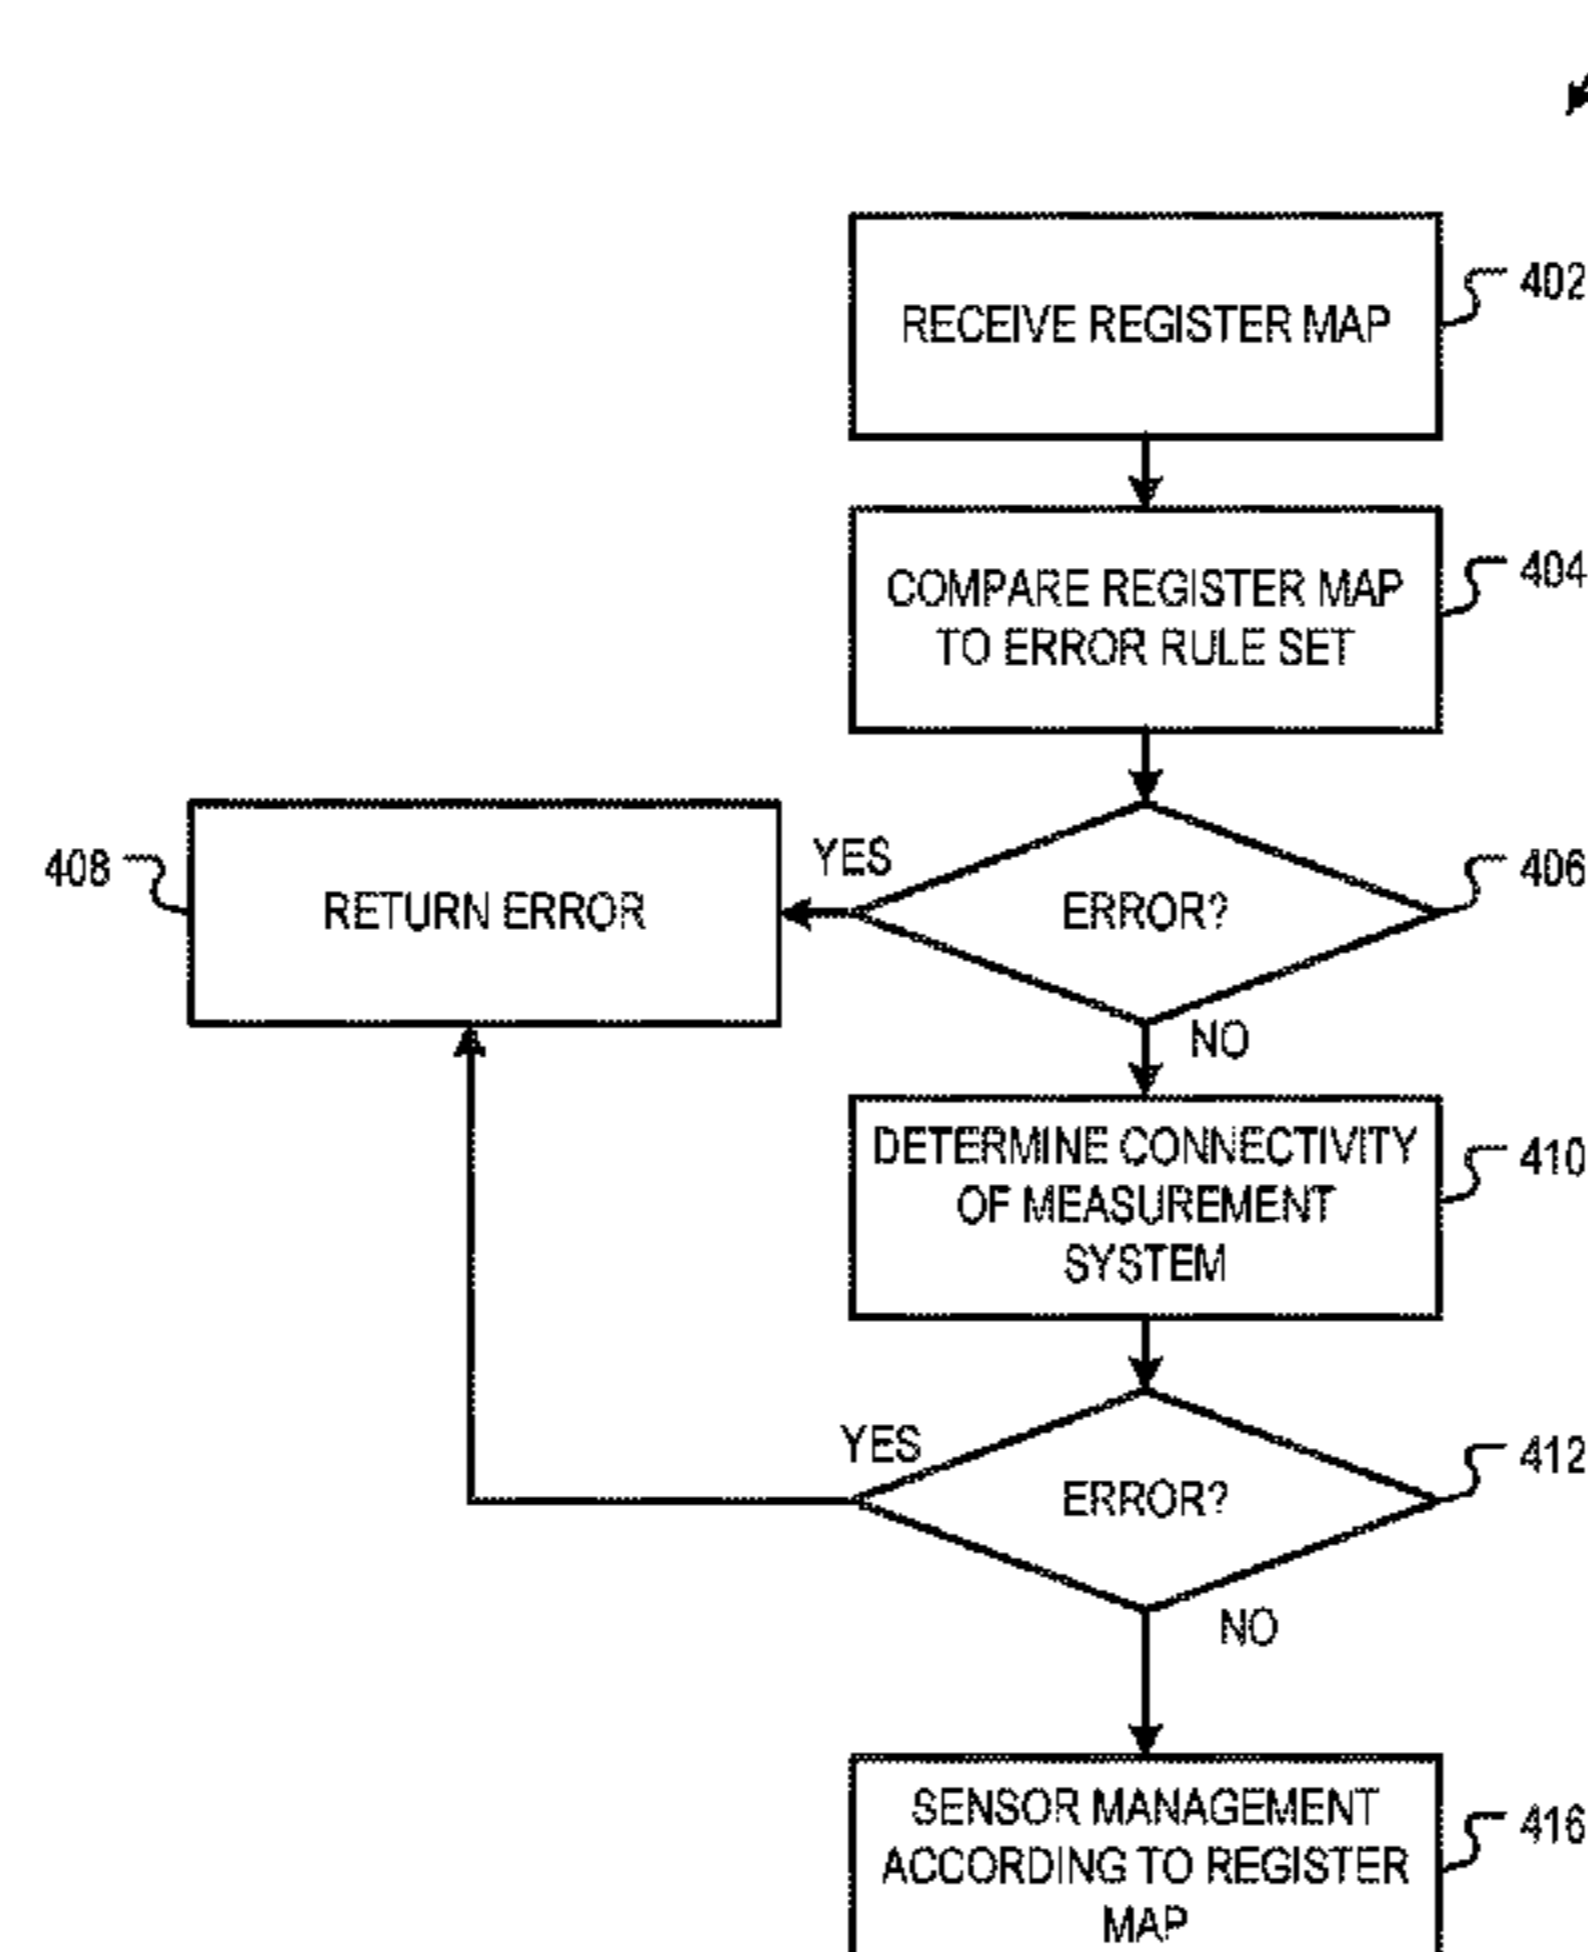 RECEIVE REGISTER MAP
402
COMPARE REGISTER MAP
TO ERROR RULE SET
404
408
RETURN ERROR
YES
ERROR?
406
NO
DETERMINE CONNECTIVITY
OF MEASUREMENT
SYSTEM
410
YES
ERROR?
412
NO
SENSOR MANAGEMENT
ACCORDING TO REGISTER
MAP
416